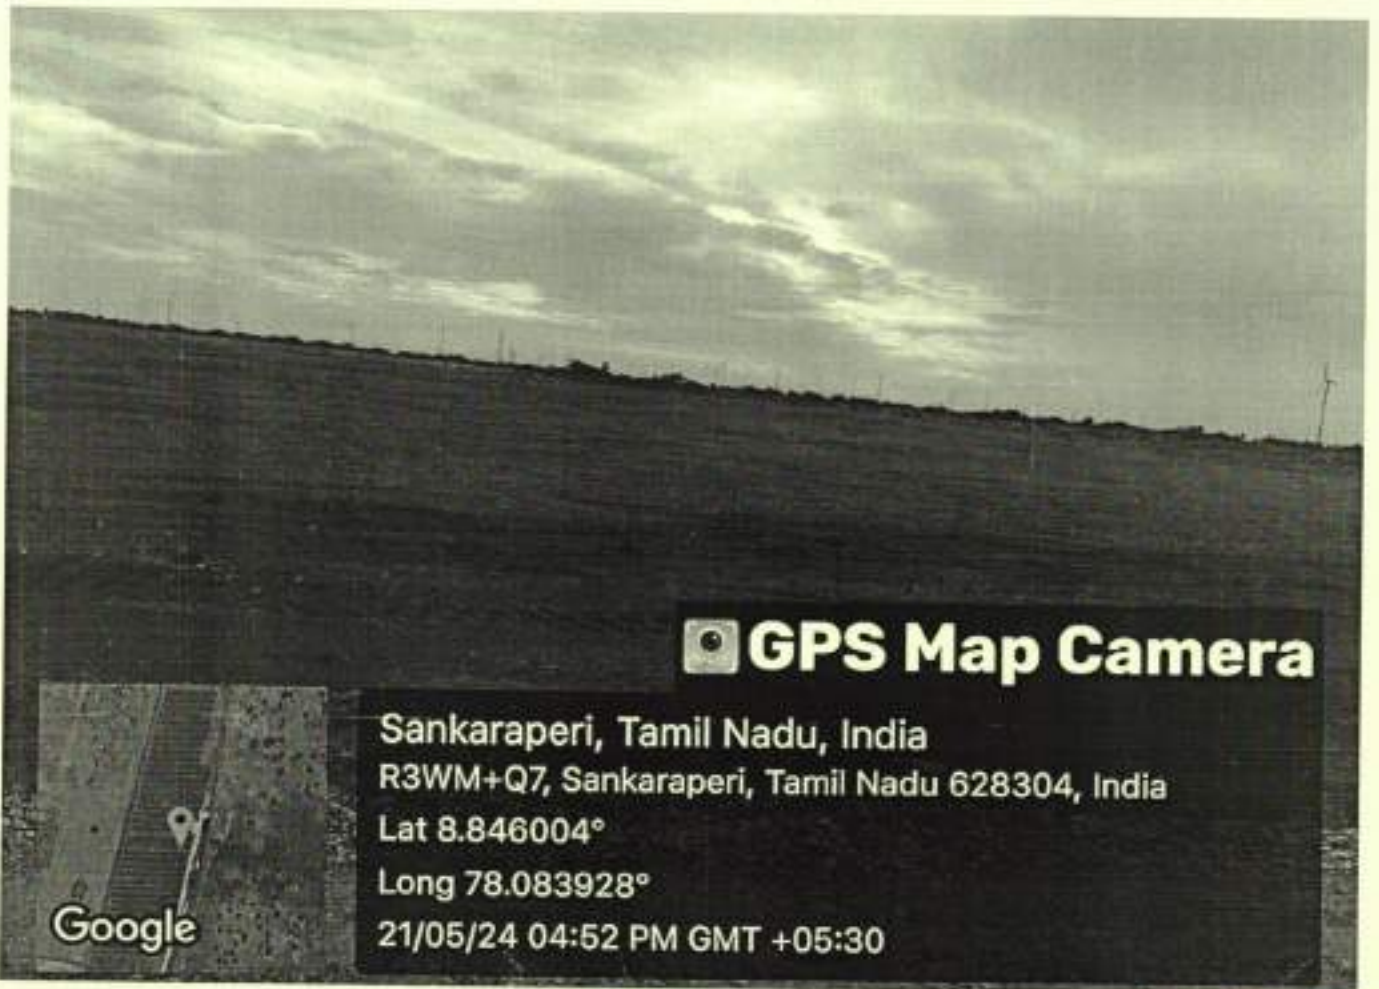 GPS Map Camera
Sankaraperi, Tamil Nadu, India
R3WM+Q7, Sankaraperi, Tamil Nadu 628304, India
Lat 8.846004°
Long 78.083928°
21/05/24 04:52 PM GMT +05:30
Google